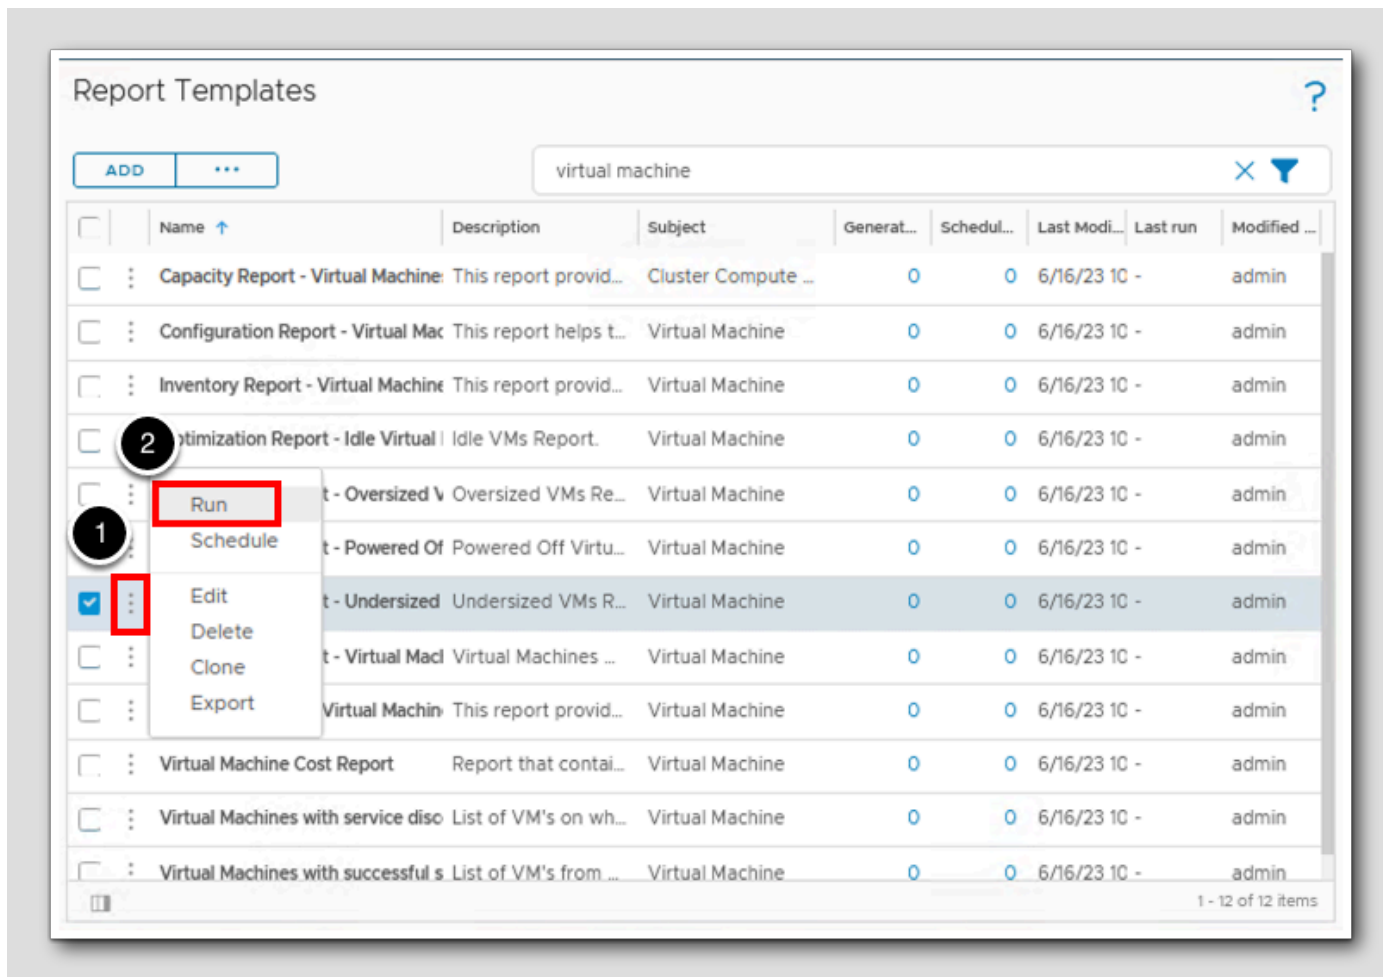 Report Templates
?
ADD ... virtual machine
Name Description Subject Generat... Schedul... Last Modi... Last run Modified ...
Capacity Report - Virtual Machine This report provid... Cluster Compute ... 0 0 6/16/23 10 - admin
Configuration Report - Virtual Mac This report helps t... Virtual Machine 0 0 6/16/23 10 - admin
Inventory Report - Virtual Machine This report provid... Virtual Machine 0 0 6/16/23 10 - admin
2 ptimization Report - Idle Virtual Idle VMs Report. Virtual Machine 0 0 6/16/23 10 - admin
Run t - Oversized V Oversized VMs Re... Virtual Machine 0 0 6/16/23 10 - admin
1 Schedule t - Powered Of Powered Off Virtu... Virtual Machine 0 0 6/16/23 10 - admin
Edit t - Undersized Undersized VMs R... Virtual Machine 0 0 6/16/23 10 - admin
Delete
Clone t - Virtual Macl Virtual Machines ... Virtual Machine 0 0 6/16/23 10 - admin
Export Virtual Machin This report provid... Virtual Machine 0 0 6/16/23 10 - admin
Virtual Machine Cost Report Report that contai... Virtual Machine 0 0 6/16/23 10 - admin
Virtual Machines with service disc List of VM's on wh... Virtual Machine 0 0 6/16/23 10 - admin
Virtual Machines with successful s List of VM's from ... Virtual Machine 0 0 6/16/23 10 - admin
1 - 12 of 12 items